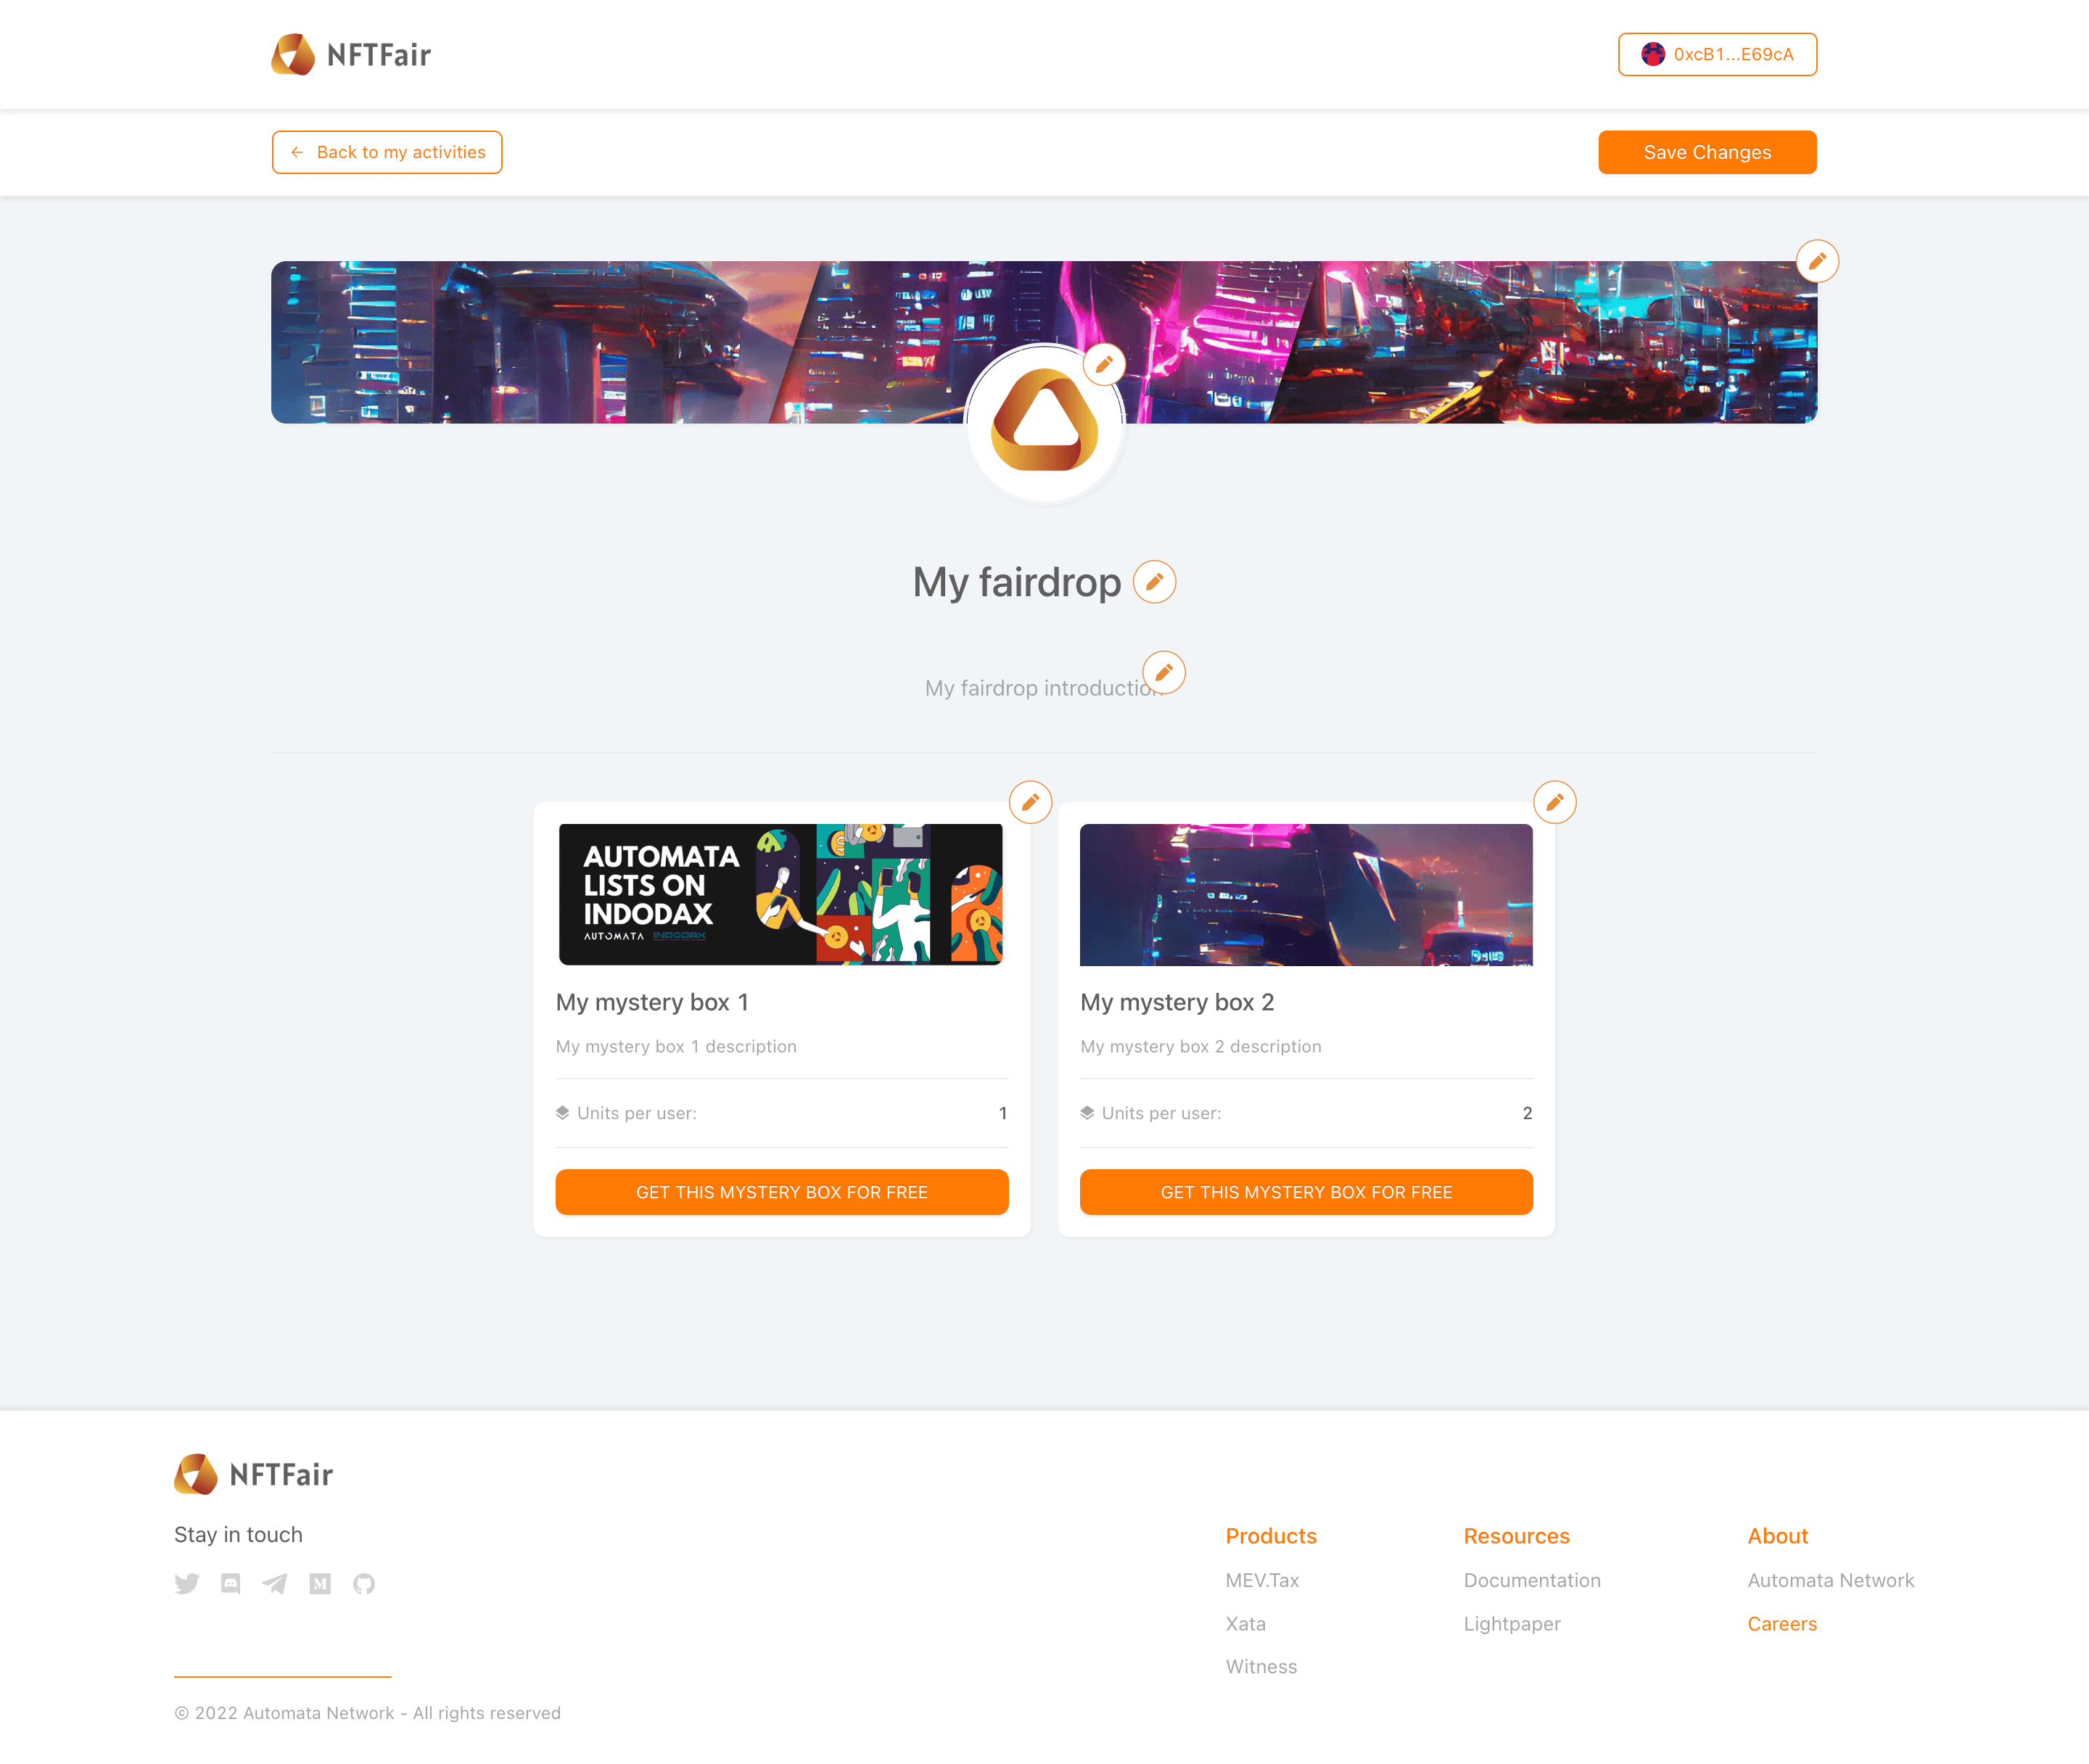 NFTFair
0xcB1...E69cA
Back to my activities
Save Changes
My fairdrop
My fairdrop introduction
AUTOMATA
LISTS ON
INDODAX
AUTOMATA INDODAX
My mystery box 1
My mystery box 1 description
Units per user: 1
GET THIS MYSTERY BOX FOR FREE
My mystery box 2
My mystery box 2 description
Units per user: 2
GET THIS MYSTERY BOX FOR FREE
NFTFair
Stay in touch
M
© 2022 Automata Network - All rights reserved
Products
MEV.Tax
Xata
Witness
Resources
Documentation
Lightpaper
About
Automata Network
Careers